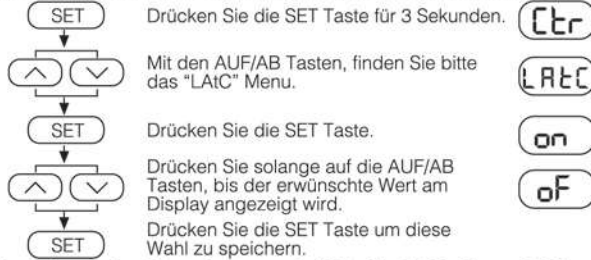 SET
Drücken Sie die SET Taste für 3 Sekunden.
Ctr
Mit den AUF/AB Tasten, finden Sie bitte
das "LAtC" Menu.
LAtC
SET
Drücken Sie die SET Taste.
on
Drücken Sie solange auf die AUF/AB
Tasten, bis der erwünschte Wert am
Display angezeigt wird.
oF
SET
Drücken Sie die SET Taste um diese
Wahl zu speichern.